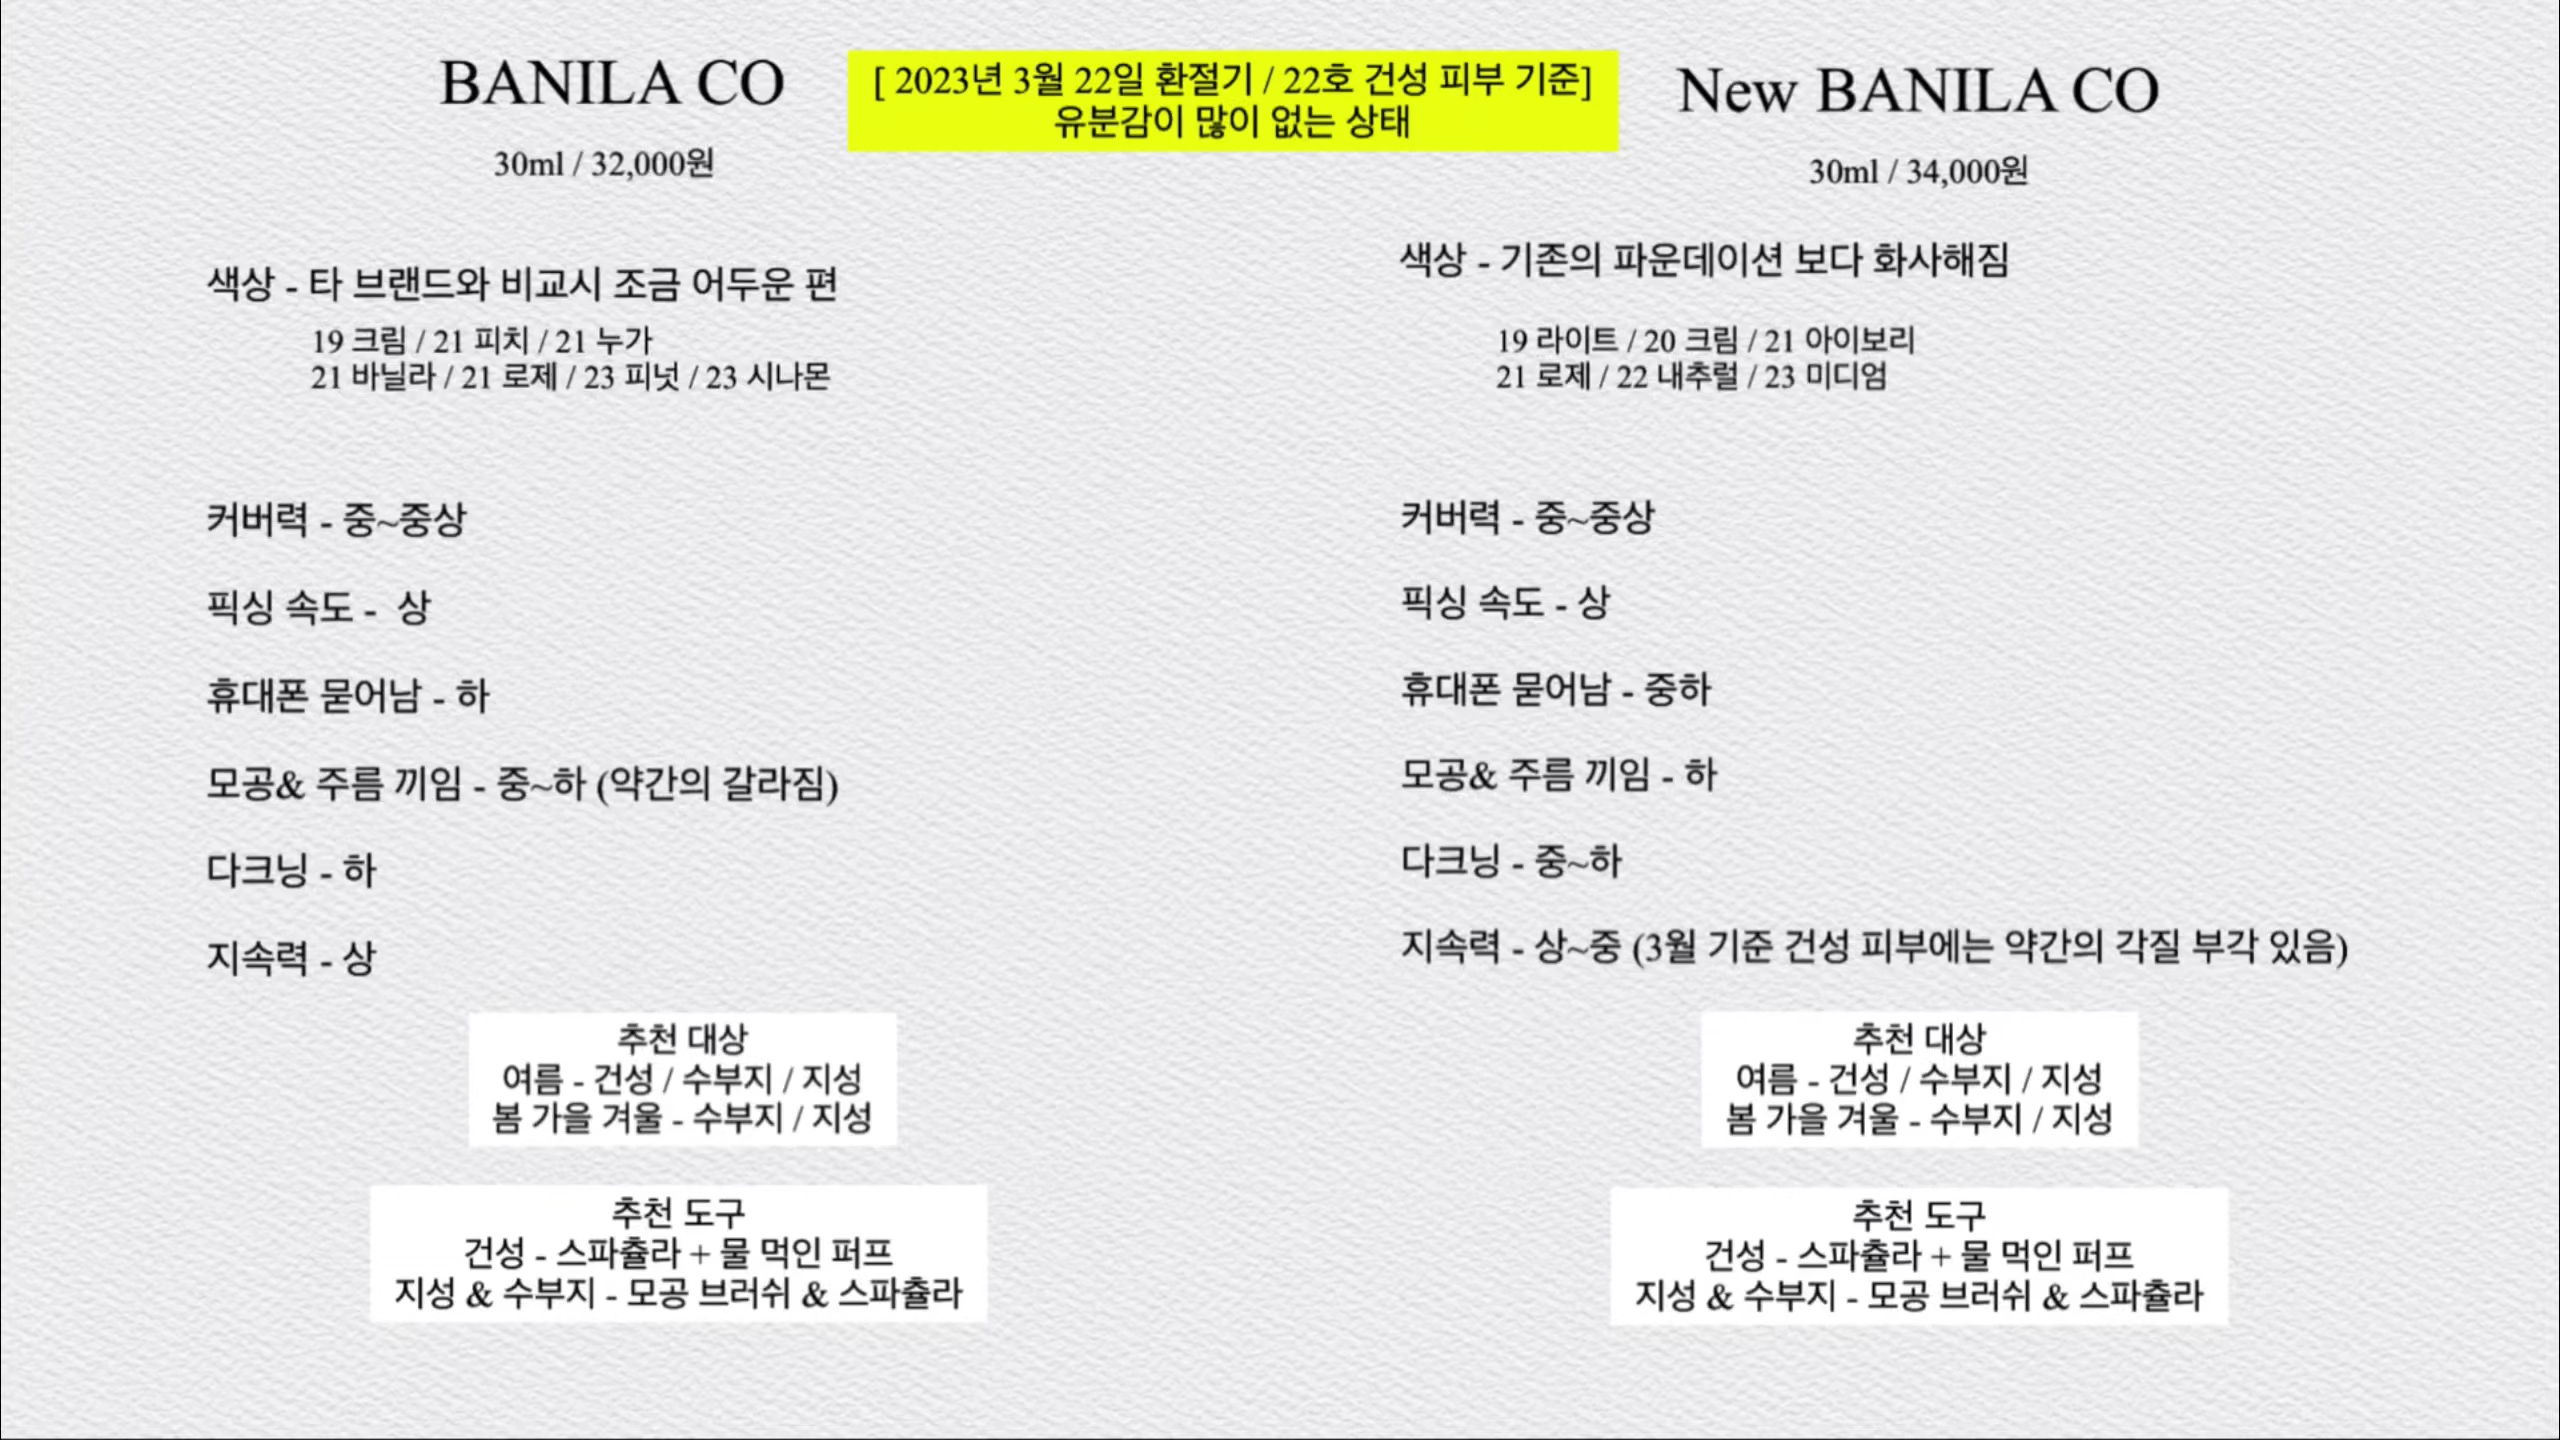 BANILA CO
30ml / 32,000원
[ 2023년 3월 22일 환절기 / 22호 건성 피부 기준]
유분감이 많이 없는 상태
New BANILA CO
30ml / 34,000원
색상 - 타 브랜드와 비교시 조금 어두운 편
19 크림 / 21 피치 / 21 누가
21 바닐라 / 21 로제 / 23 피넛 / 23 시나몬
커버력 - 중~중상
픽싱 속도 - 상
휴대폰 묻어남 - 하
모공& 주름 끼임 - 중~하 (약간의 갈라짐)
다크닝 - 하
지속력 - 상
추천 대상
여름 - 건성 / 수부지 / 지성
봄 가을 겨울 - 수부지 / 지성
추천 도구
건성 - 스파츌라 + 물 먹인 퍼프
지성 & 수부지 - 모공 브러쉬 & 스파츌라
색상 - 기존의 파운데이션 보다 화사해짐
19 라이트 / 20 크림 / 21 아이보리
21 로제 / 22 내추럴 / 23 미디엄
커버력 - 중~중상
픽싱 속도 - 상
휴대폰 묻어남 - 중하
모공& 주름 끼임 - 하
다크닝 - 중~하
지속력 - 상~중 (3월 기준 건성 피부에는 약간의 각질 부각 있음)
추천 대상
여름 - 건성 / 수부지 / 지성
봄 가을 겨울 - 수부지 / 지성
추천 도구
건성 - 스파츌라 + 물 먹인 퍼프
지성 & 수부지 - 모공 브러쉬 & 스파츌라